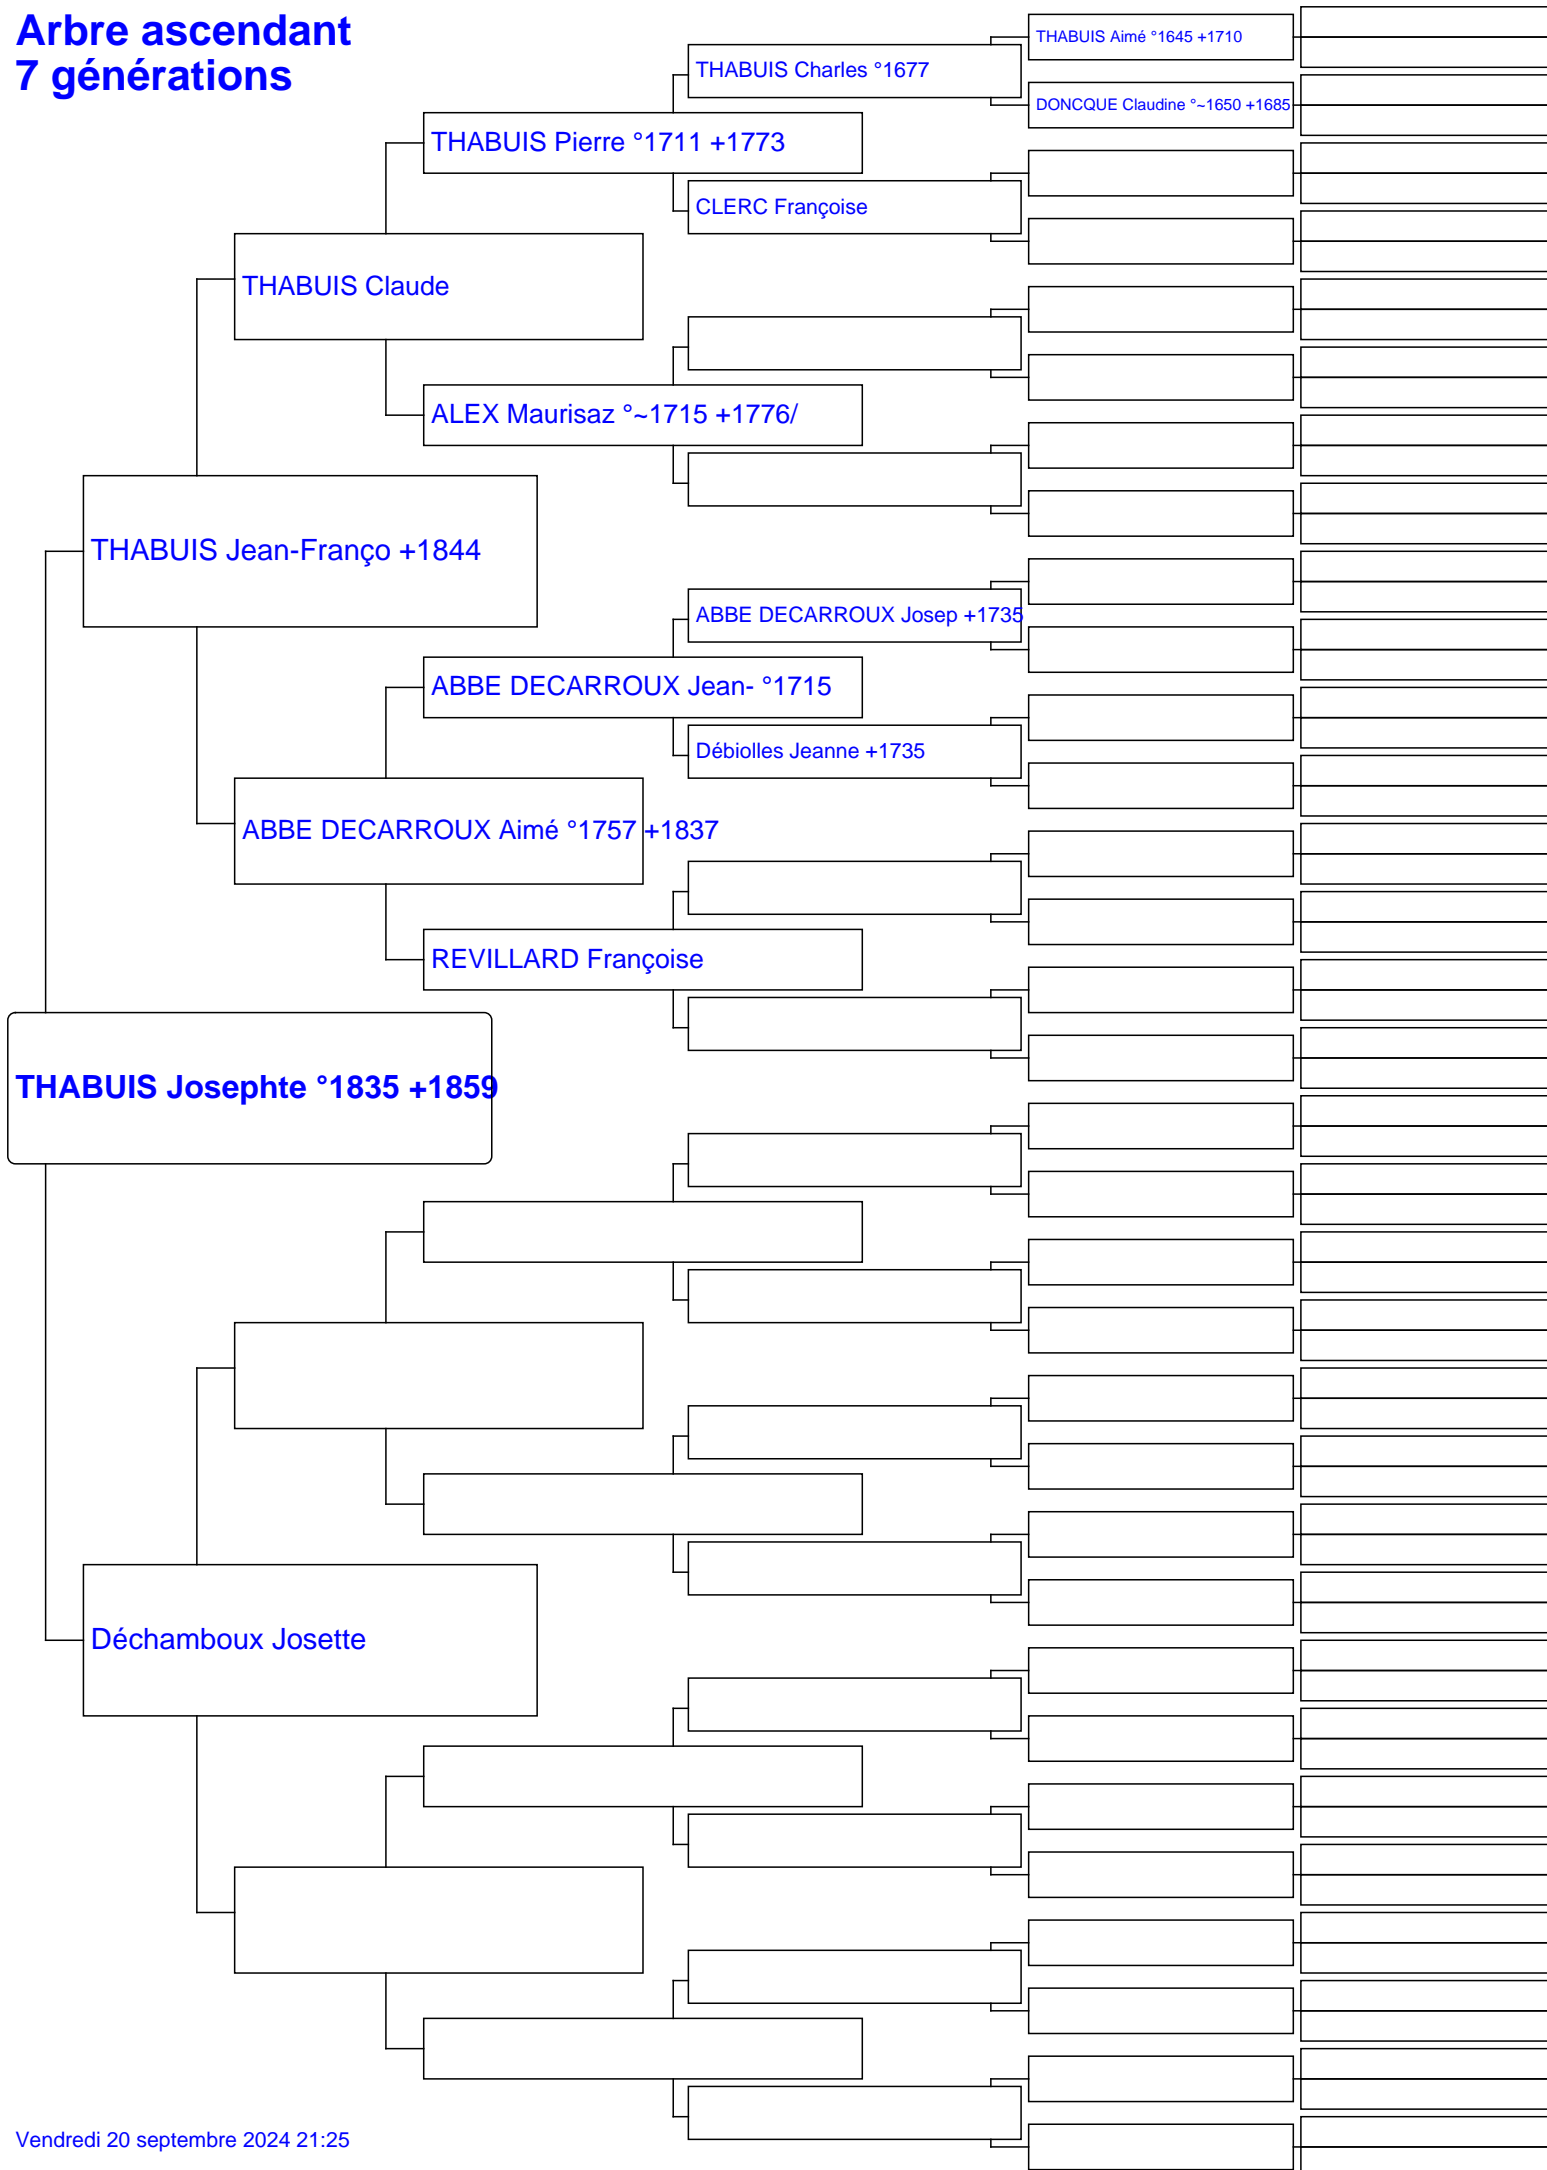 Arbre ascendant
7 générations
THABUIS Aimé °1645 +1710
THABUIS Charles °1677
DONCQUE Claudine °~1650 +1685
THABUIS Pierre °1711 +1773
CLERC Françoise
THABUIS Claude
ALEX Maurisaz °~1715 +1776/
THABUIS Jean-Franço +1844
ABBE DECARROUX Josep +1735
ABBE DECARROUX Jean- °1715
Débiolles Jeanne +1735
ABBE DECARROUX Aimé °1757 +1837
REVILLARD Françoise
THABUIS Josephte °1835 +1859
Déchamboux Josette
Vendredi 20 septembre 2024 21:25